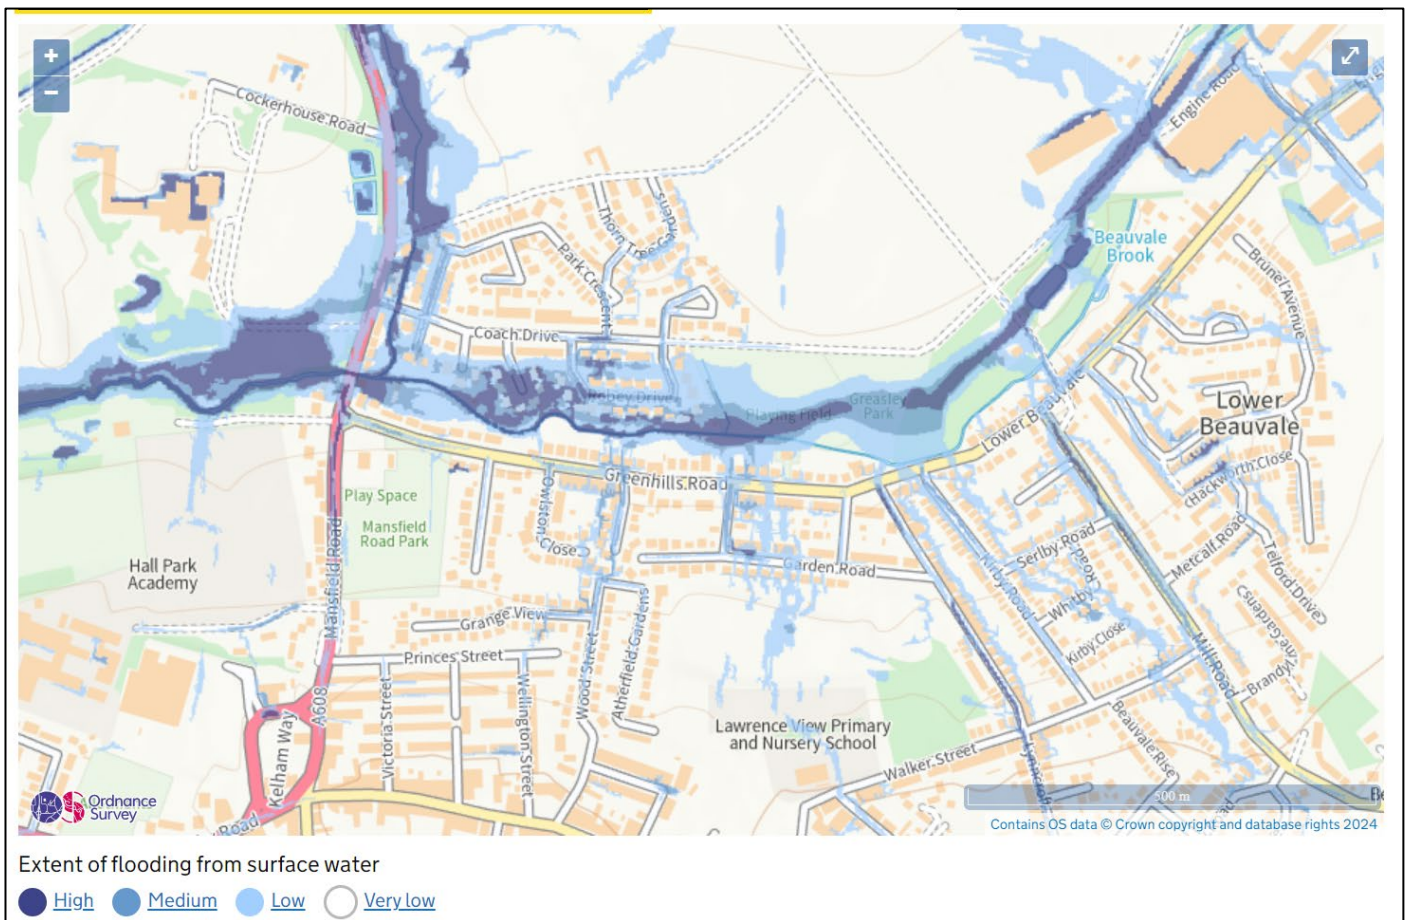 +
−
Cockerhouse Road
Engine Road
Thorn Tree Gardens
Park Crescent
Beauvale
Brook
Brunel Avenue
Coach Drive
Robey Drive
Playing Field
Greasley
Park
Lower Beauvale
Lower
Beauvale
Greenhills Road
Hackworth Close
Play Space
Mansfield
Road Park
Owlston
Close
Garden Road
Serlby Road
Metcalf Road
Telford Drive
Hall Park
Academy
Mansfield Road
Kirby Road
Whitby Road
Kirby Close
Grange View
Princes Street
Wood Street
Atherfield Gardens
Mill Road
Brandy
A608
Victoria Street
Wellington Street
Kelham Way
Lawrence View Primary
and Nursery School
Walker Street
Beauvale Rise
Lynncroft
Ordnance
Survey
Road
500 m
Be
Contains OS data © Crown copyright and database rights 2024
Extent of flooding from surface water
High Medium Low Very low